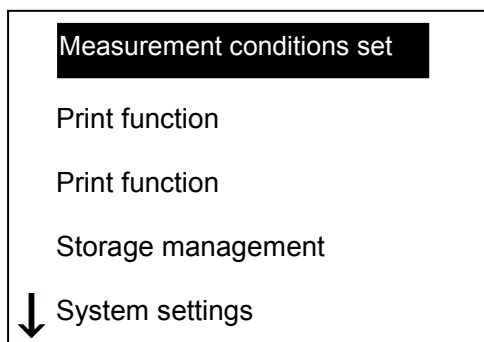 Measurement conditions set
Print function
Print function
Storage management
System settings